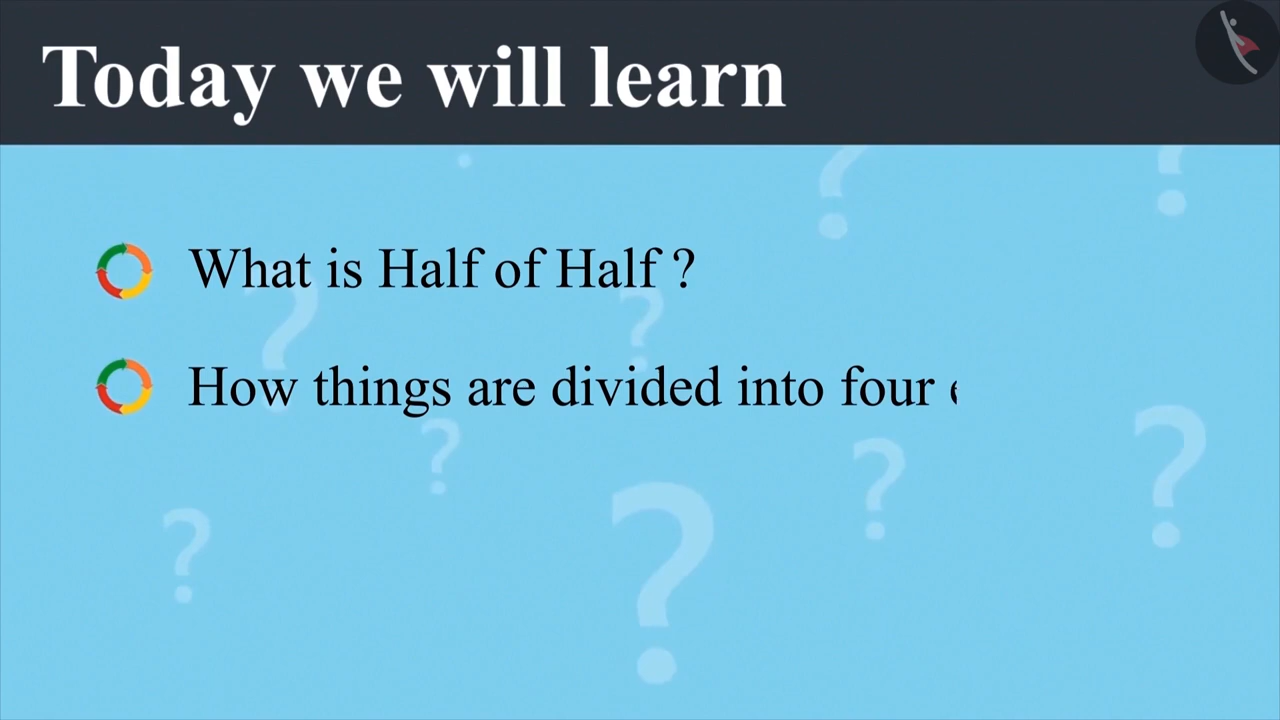 Today we will learn
What is Half of Half ?
How things are divided into four